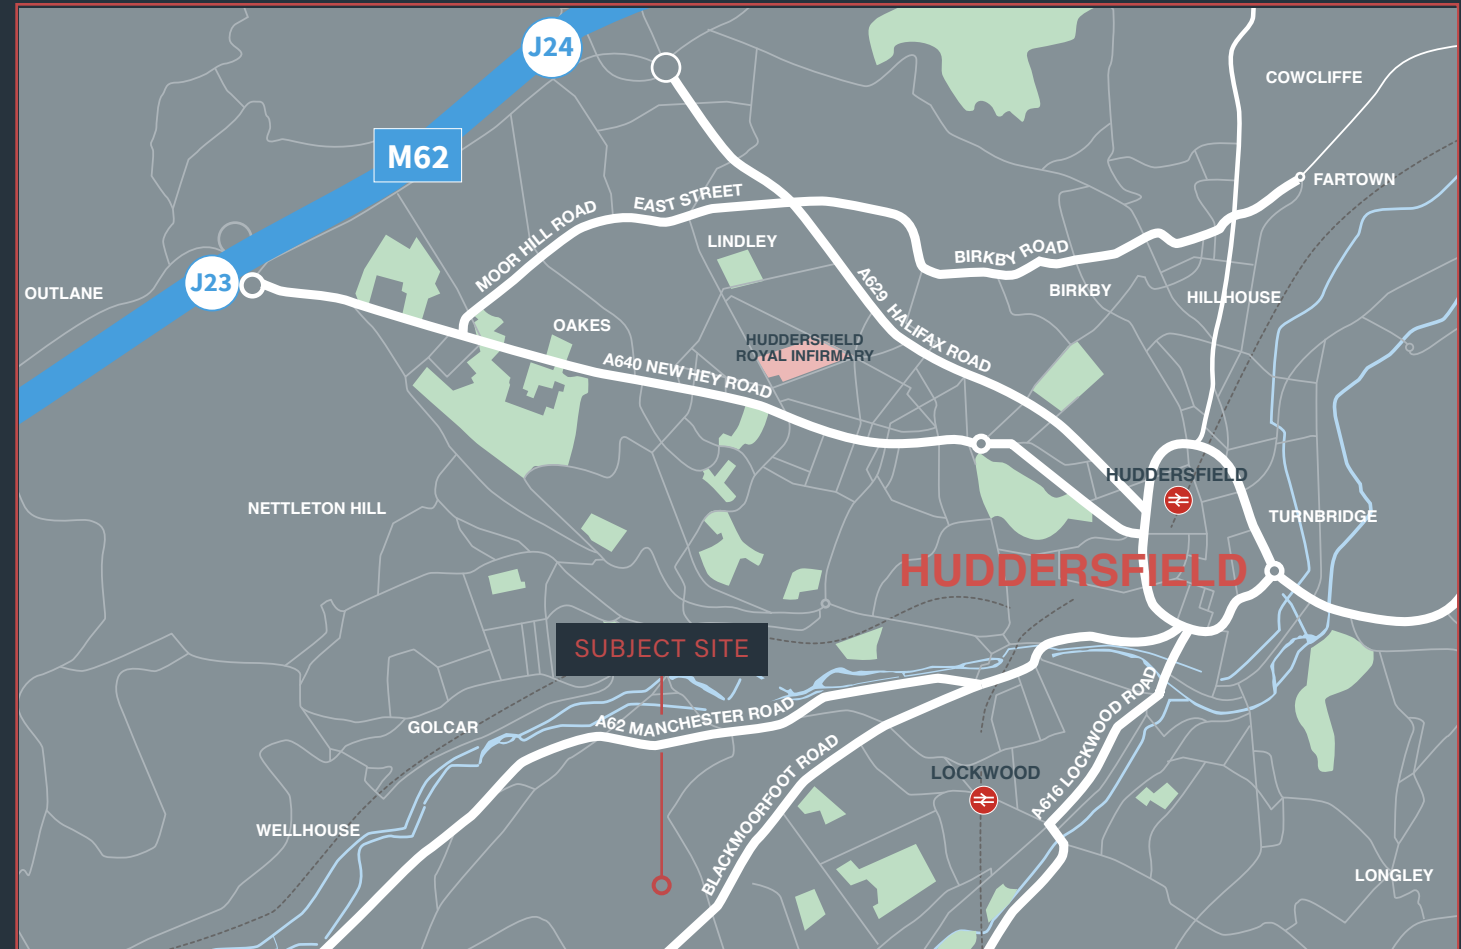 J24
COWCLIFFE
M62
FARTOWN
EAST STREET
MOOR HILL ROAD
LINDLEY
BIRKBY ROAD
J23
OUTLANE
BIRKBY
HILLHOUSE
A629 HALIFAX ROAD
OAKES
HUDDERSFIELD
ROYAL INFIRMARY
A640 NEW HEY ROAD
HUDDERSFIELD
NETTLETON HILL
TURNBRIDGE
HUDDERSFIELD
SUBJECT SITE
A62 MANCHESTER ROAD
GOLCAR
A616 LOCKWOOD ROAD
BLACKMOORFOOT ROAD
LOCKWOOD
WELLHOUSE
LONGLEY